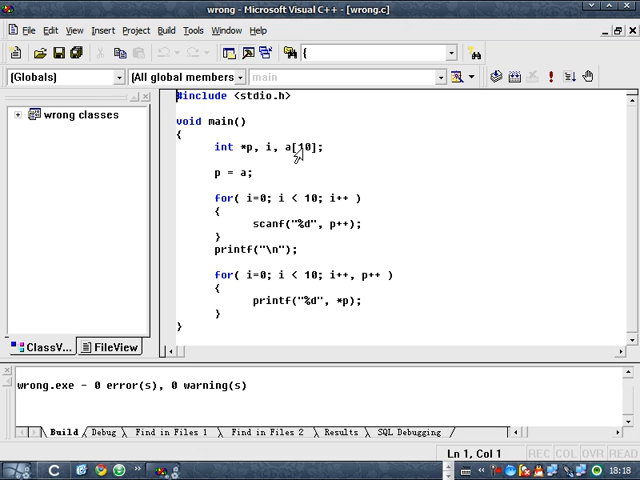 wrong - Microsoft Visual C++ - [wrong.c]
File Edit View Insert Project Build Tools Window Help
{
(Globals) (All global members main
wrong classes
#include <stdio.h>
void main()
{
int *p, i, a[10];
p = a;
for( i=0; i < 10; i++ )
{
scanf("%d", p++);
}
printf("\n");
for( i=0; i < 10; i++, p++ )
{
printf("%d", *p);
}
}
ClassV... FileView
wrong.exe - 0 error(s), 0 warning(s)
Build Debug Find in Files 1 Find in Files 2 Results SQL Debugging
Ln 1, Col 1 REC COL OVR READ
C 18:18